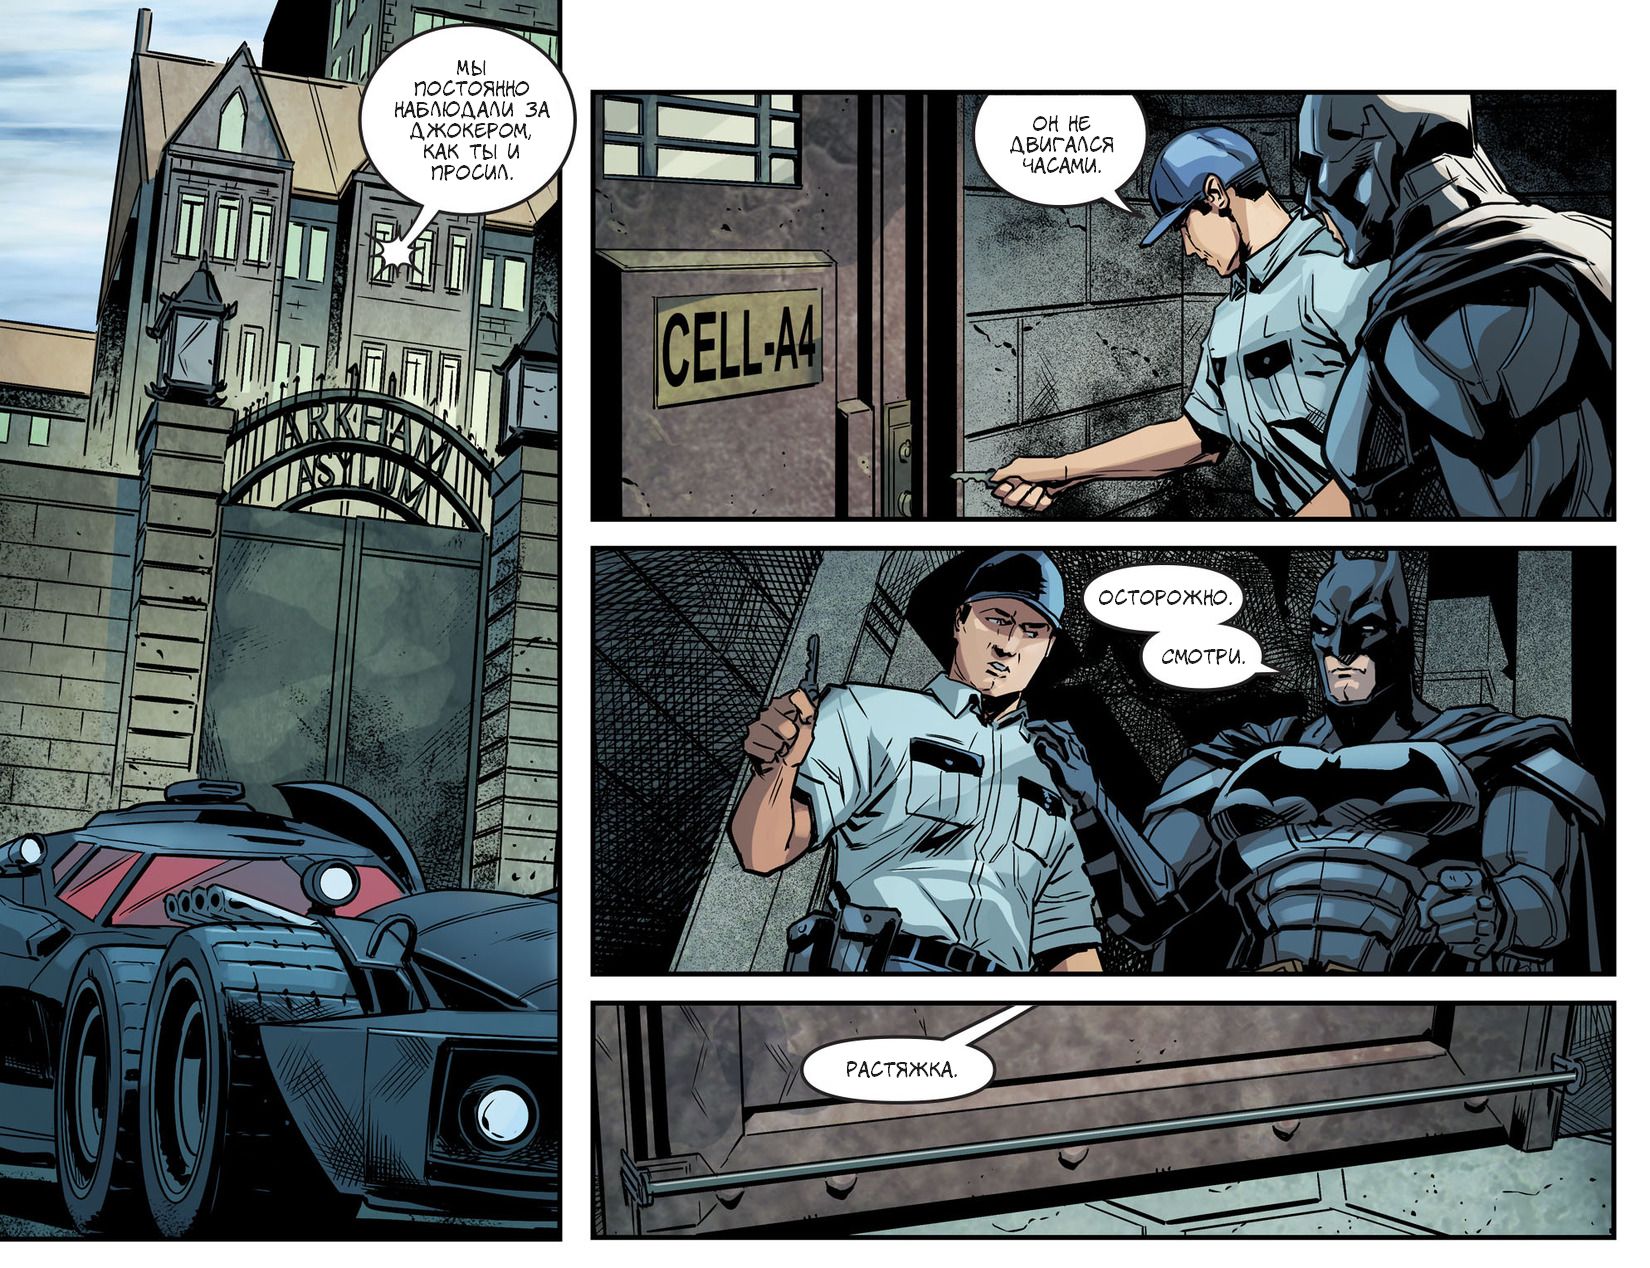 МЫ
ПОСТОЯННО
НАБЛЮДАЛИ ЗА
ДЖОКЕРОМ,
КАК ТЫ И
ПРОСИЛ.
ARKHAM
ASYLUM
ОН НЕ
ДВИГАЛСЯ
ЧАСАМИ.
CELL-A4
ОСТОРОЖНО.
СМОТРИ.
РАСТЯЖКА.